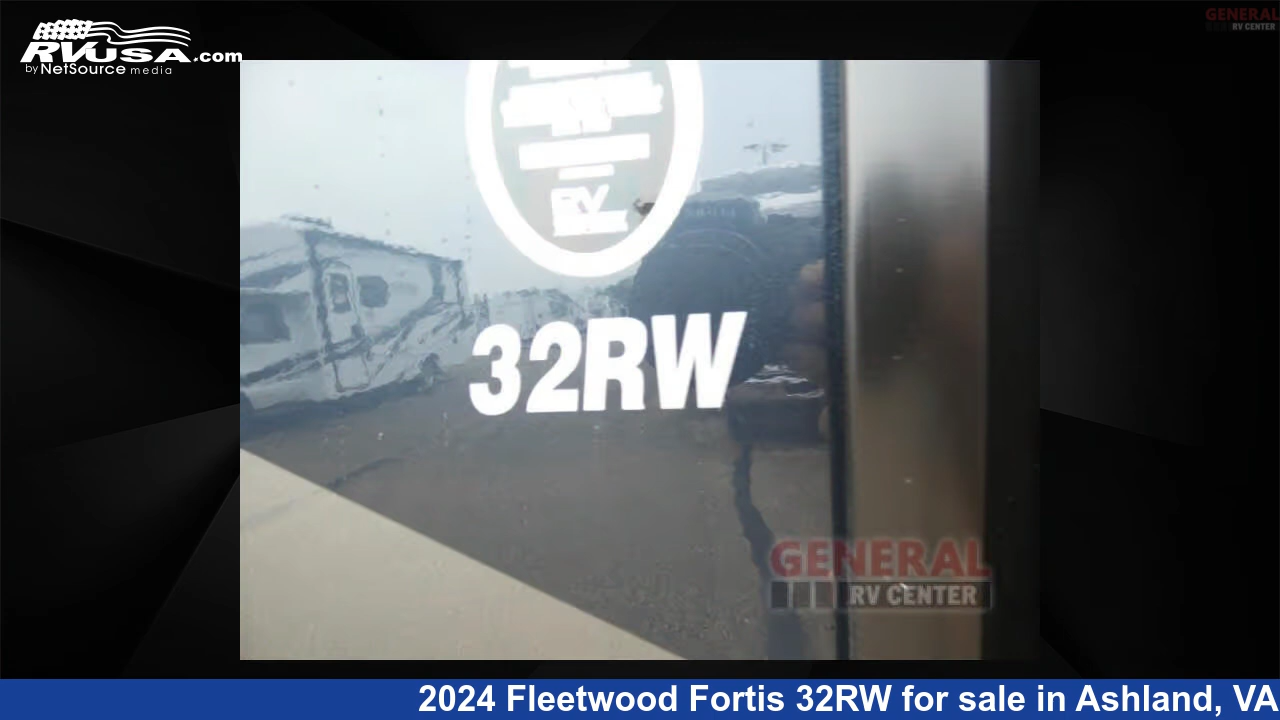 RVUSA.com
by NetSource media
GENERAL
RV CENTER
RV
32RW
GENERAL
RV CENTER
2024 Fleetwood Fortis 32RW for sale in Ashland, VA